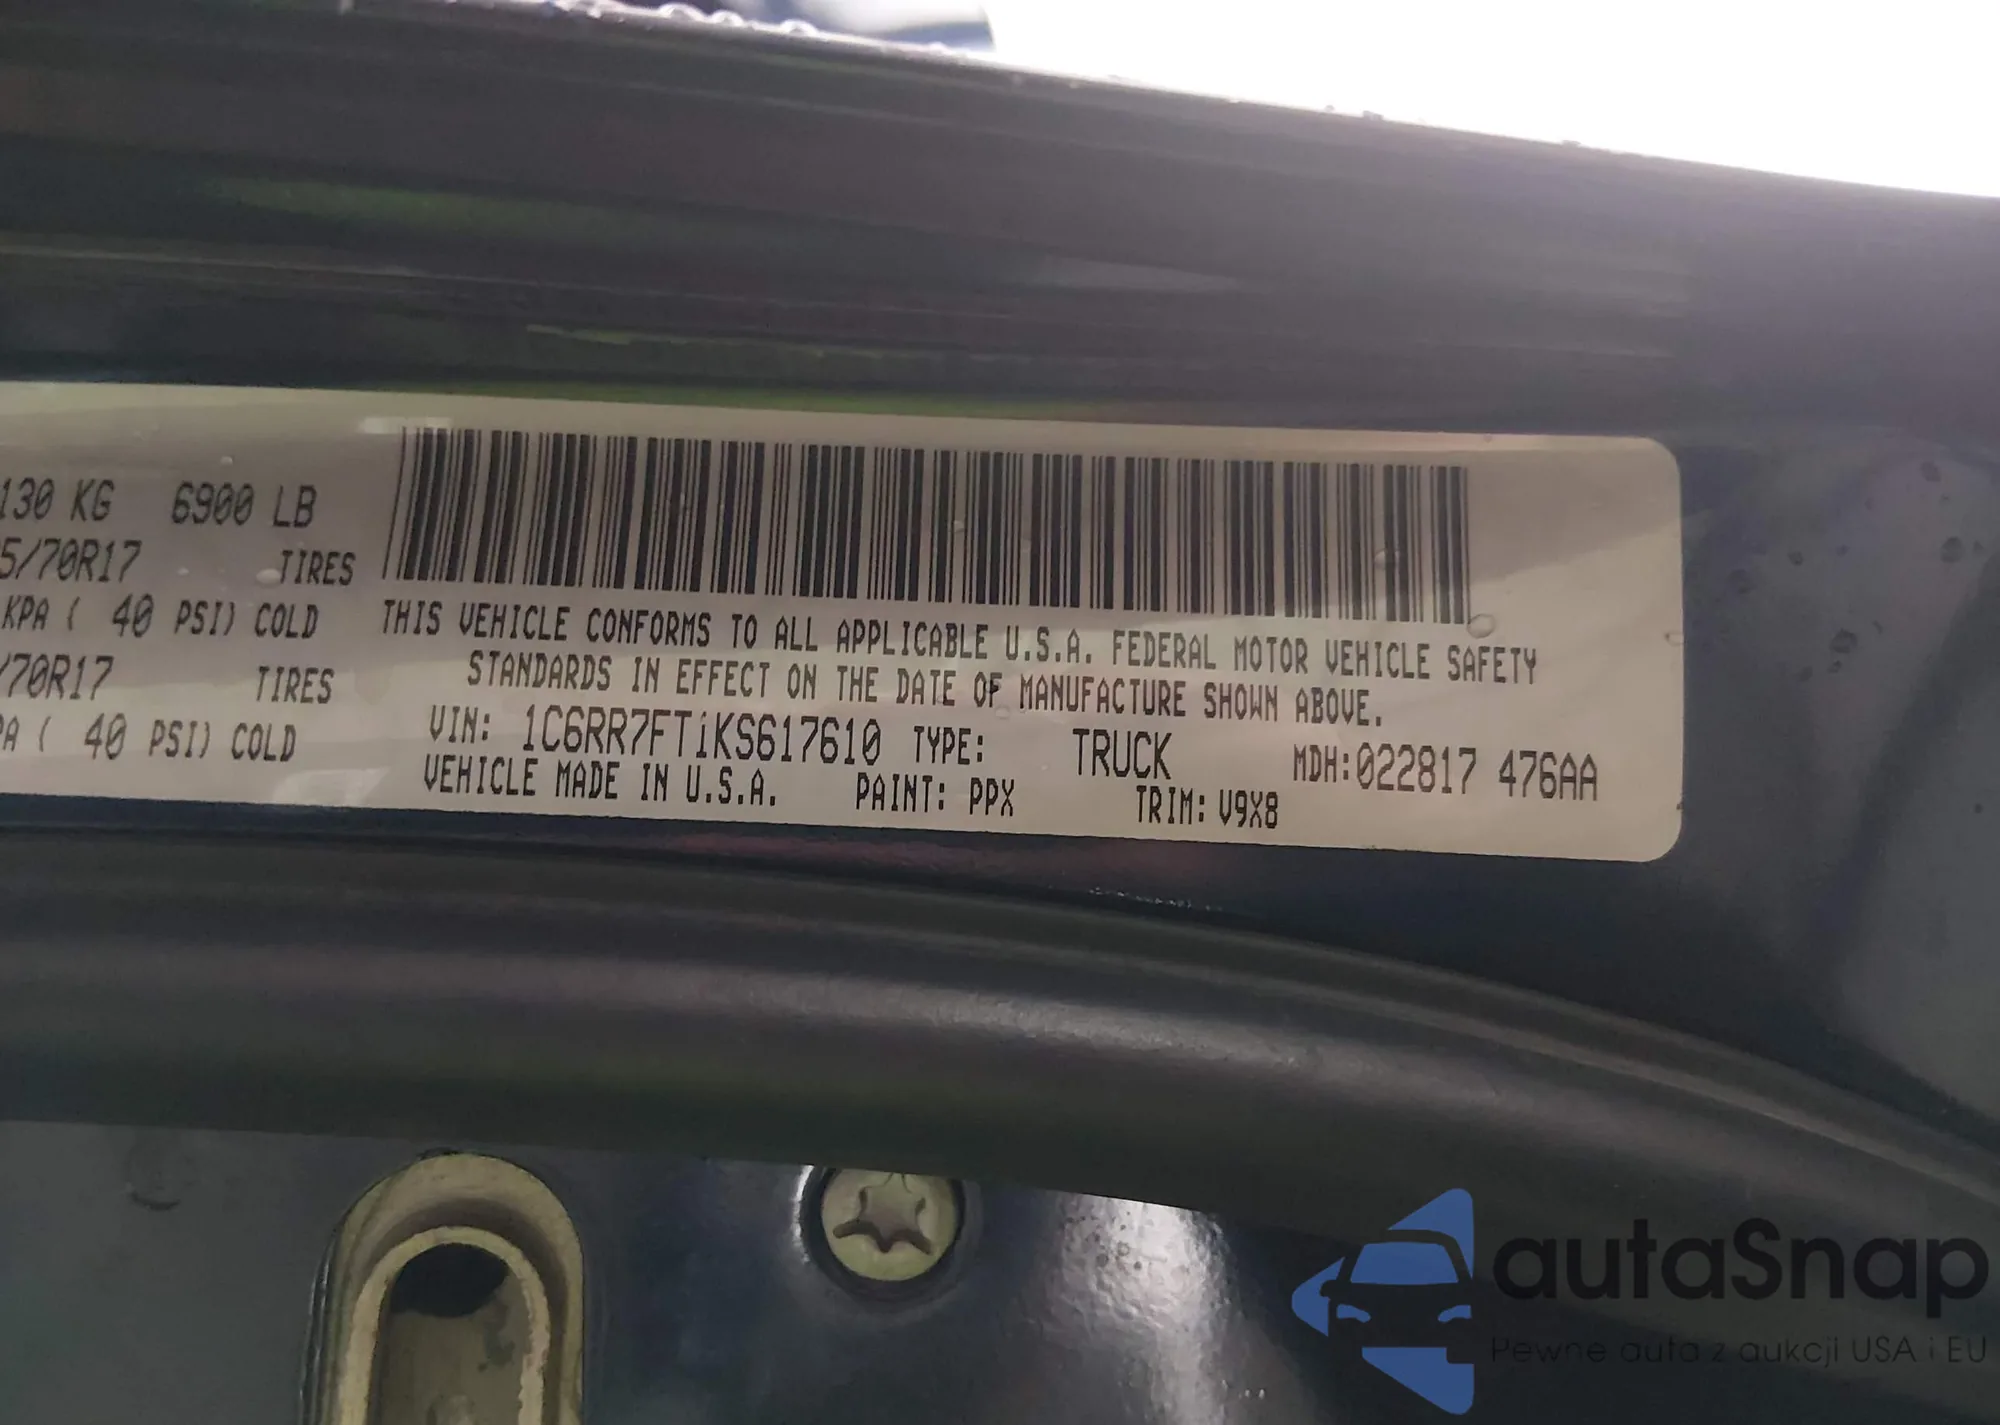 130 KG 6900 LB
5/70R17 TIRES
KPA ( 40 PSI) COLD
/70R17 TIRES
PA ( 40 PSI) COLD
THIS VEHICLE CONFORMS TO ALL APPLICABLE U.S.A. FEDERAL MOTOR VEHICLE SAFETY
STANDARDS IN EFFECT ON THE DATE OF MANUFACTURE SHOWN ABOVE.
VIN: 1C6RR7FT1KS617610 TYPE: TRUCK MDH:022817 476AA
VEHICLE MADE IN U.S.A. PAINT: PPX TRIM: V9X8
autaSnap
Pewne auta z aukcji USA i EU